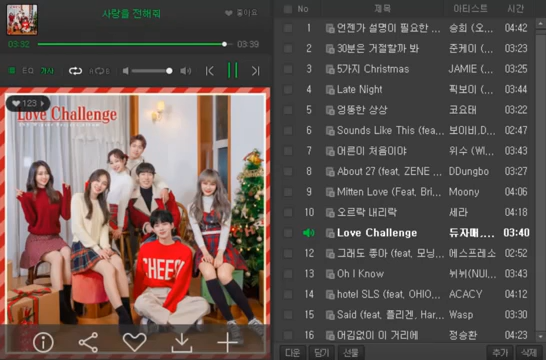 사랑을 전해줘
좋아요
03:32
03:39
EQ 가사
123
Love Challenge
CHEES
No 제목 아티스트 시간
1 언젠가 설명이 필요한 ... 승희 (오... 04:42
2 30분은 거절할까 봐 준케이 (... 03:23
3 5가지 Christmas JAMIE (... 03:25
4 Late Night 픽보이 (... 03:44
5 엉뚱한 상상 코요태 03:22
6 Sounds Like This (fea... 보이비,D... 02:47
7 어른이 처음이야 위수 (WI... 03:43
8 About 27 (feat, ZENE ... DDungbo 03:27
9 Mitten Love (Feat, Bri... Moony 04:06
10 오르락 내리락 세라 04:18
Love Challenge 듀자매,... 03:40
12 그래도 좋아 (feat, 모닝... 에스프레소 02:52
13 Oh I Know 뉘뉘(NUI... 03:43
14 hotel SLS (feat, OHIO... ACACY 04:12
15 Said (feat, 플리겐, Har... Wasp 03:30
16 어김없이 이 거리에 정승환 04:23
다운 담기 선물 추가 삭제